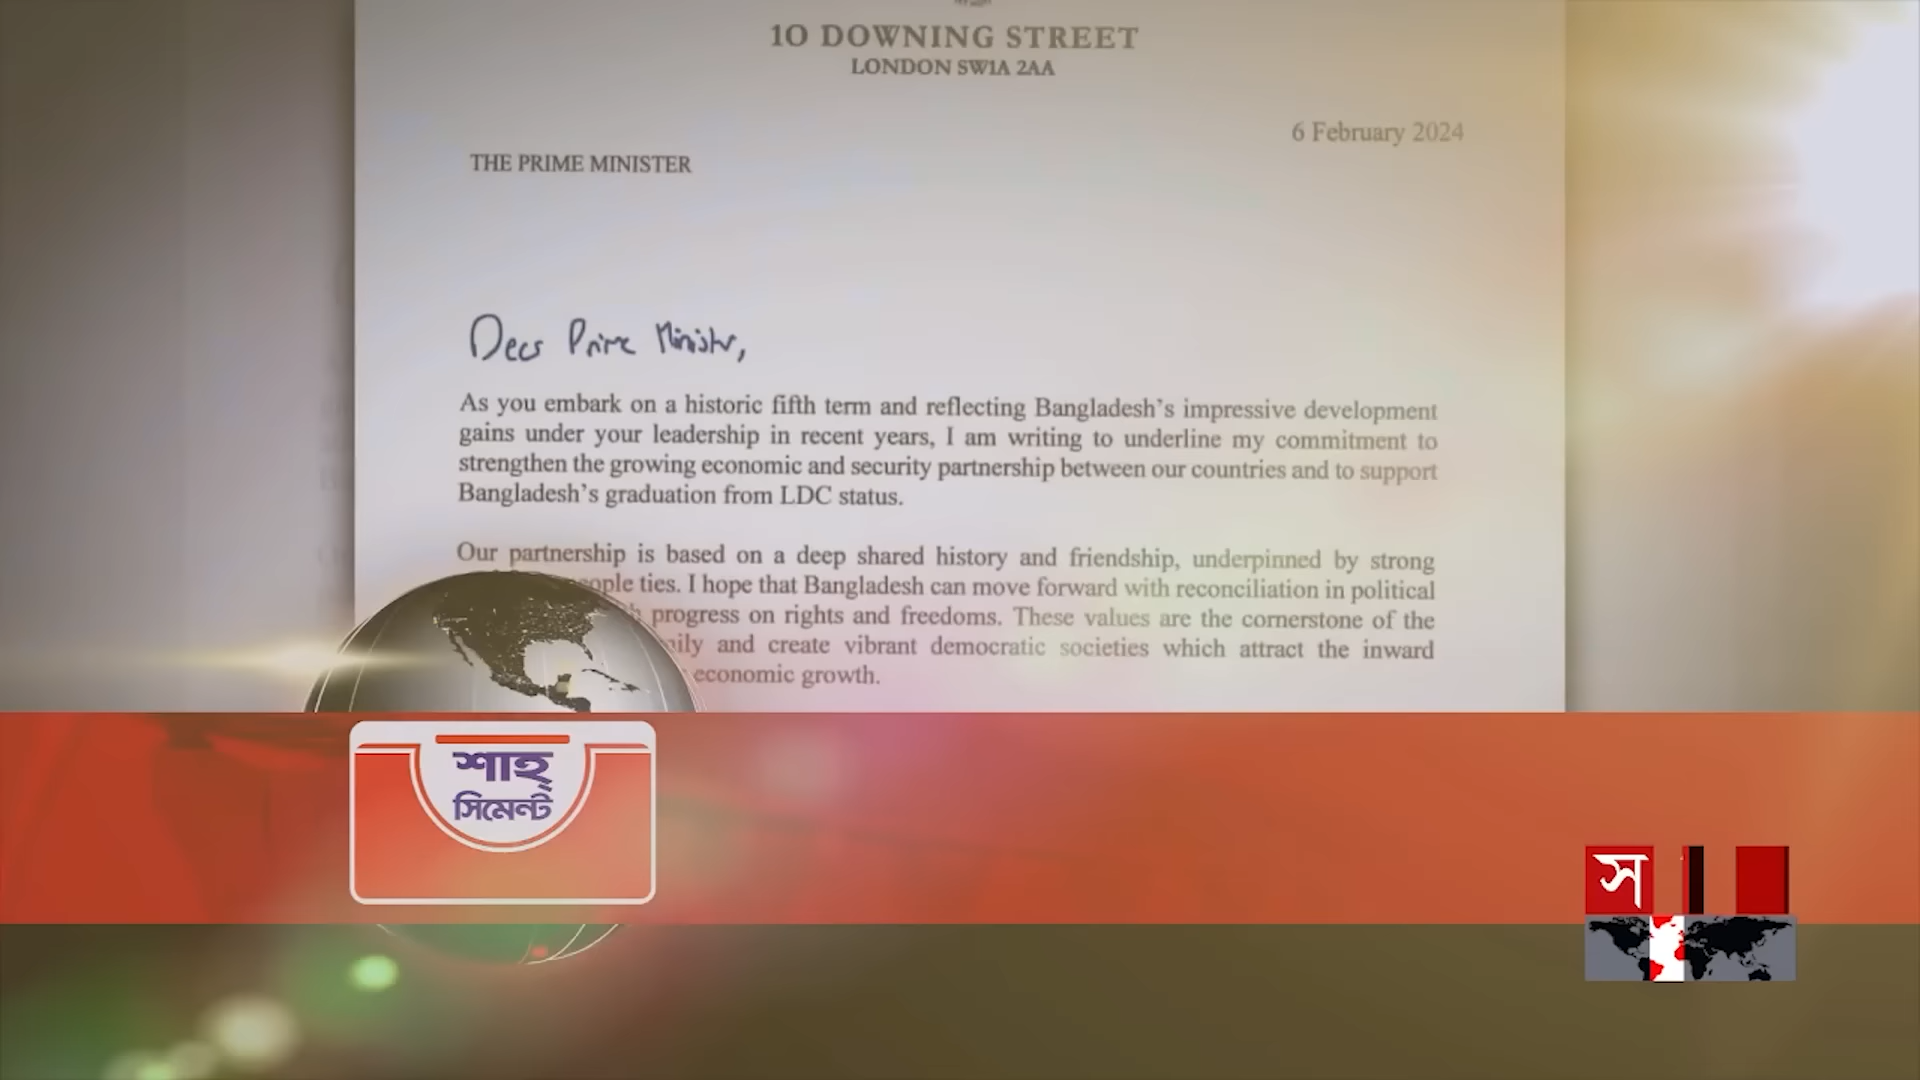 10 DOWNING STREET
LONDON SW1A 2AA
6 February 2024
THE PRIME MINISTER
Dear Prime Minister,
As you embark on a historic fifth term and reflecting Bangladesh’s impressive development
gains under your leadership in recent years, I am writing to underline my commitment to
strengthen the growing economic and security partnership between our countries and to support
Bangladesh’s graduation from LDC status.
Our partnership is based on a deep shared history and friendship, underpinned by strong
ties. I hope that Bangladesh can move forward with reconciliation in political
progress on rights and freedoms. These values are the cornerstone of the
and create vibrant democratic societies which attract the inward
economic growth.
শাহ্
সিমেন্ট
স